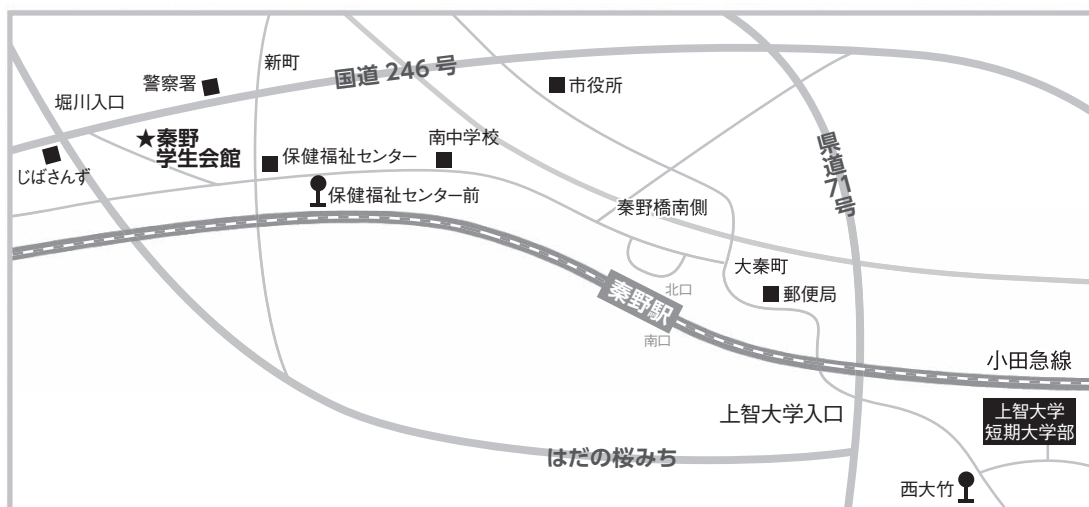 新町
国道 246 号
警察署
市役所
堀川入口
★秦野
学生会館
南中学校
保健福祉センター
じばさんず
保健福祉センター前
県道71号
秦野橋南側
大秦町
北口
郵便局
秦野駅
南口
小田急線
上智大学入口
上智大学
短期大学部
はだの桜みち
西大竹